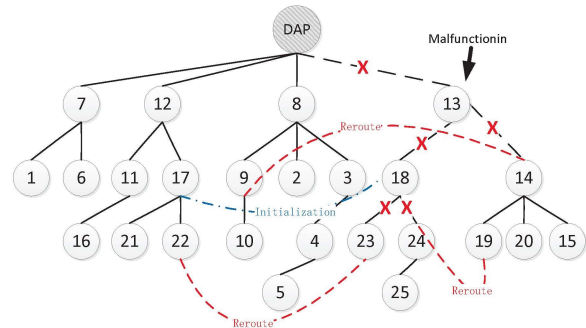 DAP
Malfunctionin
X
7
12
8
13
Reroute
X
X
1
6
11
17
9
2
3
18
14
Initialization
X
X
16
21
22
10
4
23
24
19
20
15
5
25
Reroute
Reroute